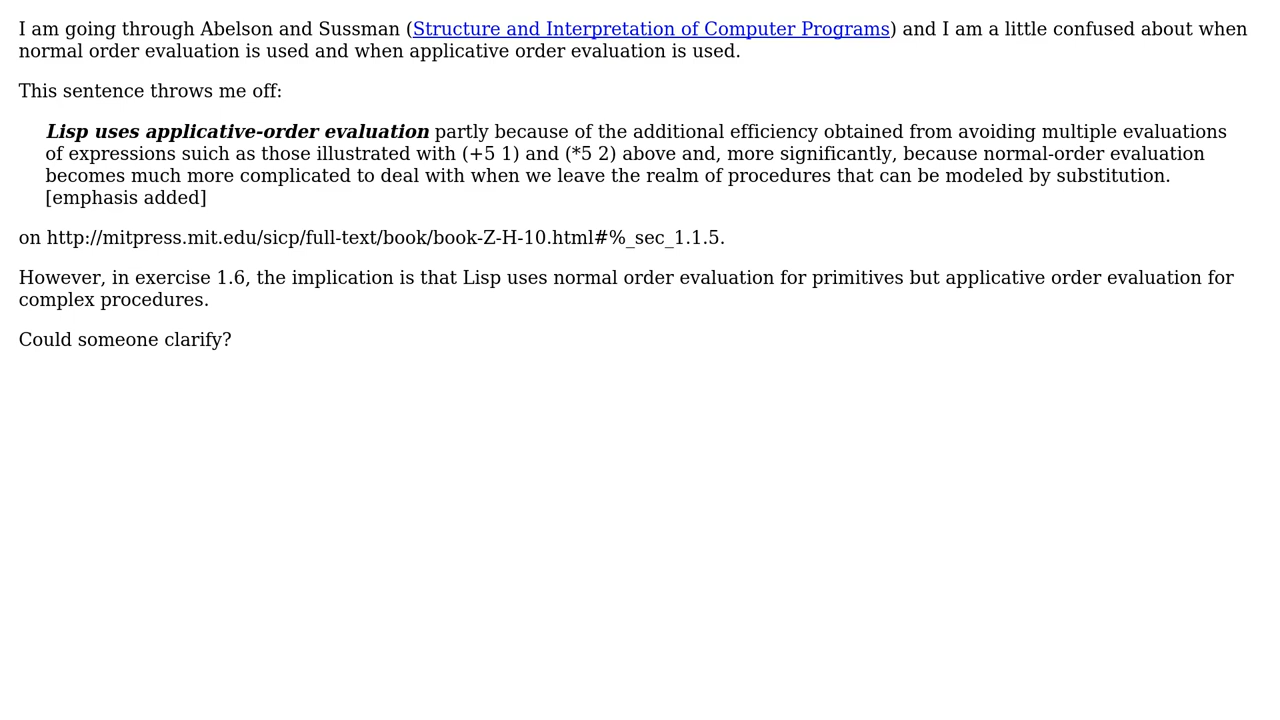 I am going through Abelson and Sussman (Structure and Interpretation of Computer Programs) and I am a little confused about when
normal order evaluation is used and when applicative order evaluation is used.
This sentence throws me off:
Lisp uses applicative-order evaluation partly because of the additional efficiency obtained from avoiding multiple evaluations
of expressions suich as those illustrated with (+5 1) and (*5 2) above and, more significantly, because normal-order evaluation
becomes much more complicated to deal with when we leave the realm of procedures that can be modeled by substitution.
[emphasis added]
on http://mitpress.mit.edu/sicp/full-text/book/book-Z-H-10.html#%_sec_1.1.5.
However, in exercise 1.6, the implication is that Lisp uses normal order evaluation for primitives but applicative order evaluation for
complex procedures.
Could someone clarify?